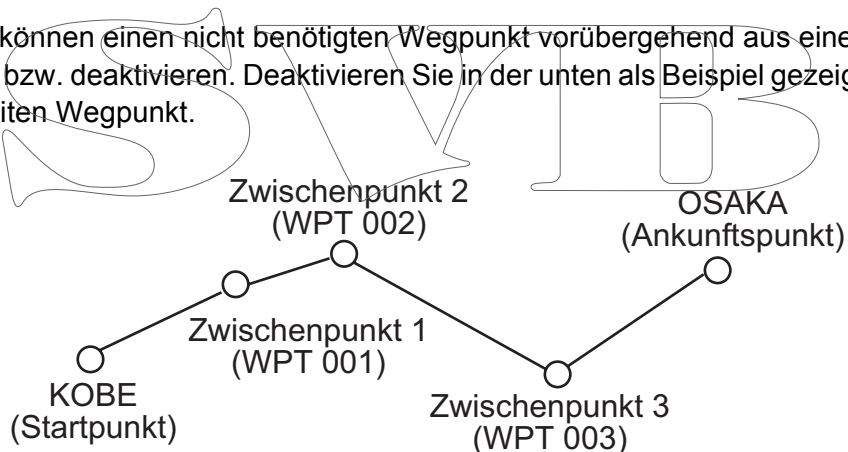 können einen nicht benötigten Wegpunkt vorübergehend aus eine
bzw. deaktivieren. Deaktivieren Sie in der unten als Beispiel gezeig
iten Wegpunkt.
SVB
Zwischenpunkt 2
(WPT 002)
OSAKA
(Ankunftspunkt)
Zwischenpunkt 1
(WPT 001)
KOBE
(Startpunkt)
Zwischenpunkt 3
(WPT 003)